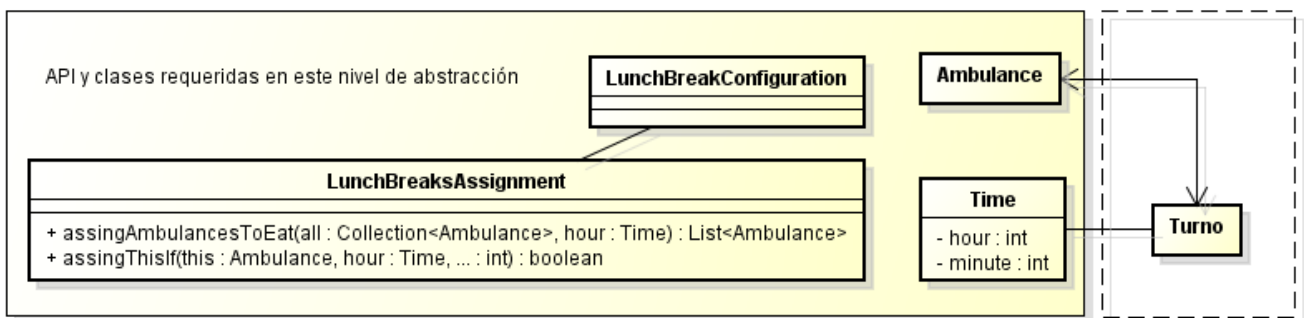 API y clases requeridas en este nivel de abstracción
LunchBreakConfiguration
Ambulance
LunchBreaksAssignment
+ assingAmbulancesToEat(all : Collection<Ambulance>, hour : Time) : List<Ambulance>
+ assingThisIf(this : Ambulance, hour : Time, ... : int) : boolean
Time
- hour : int
- minute : int
Turno